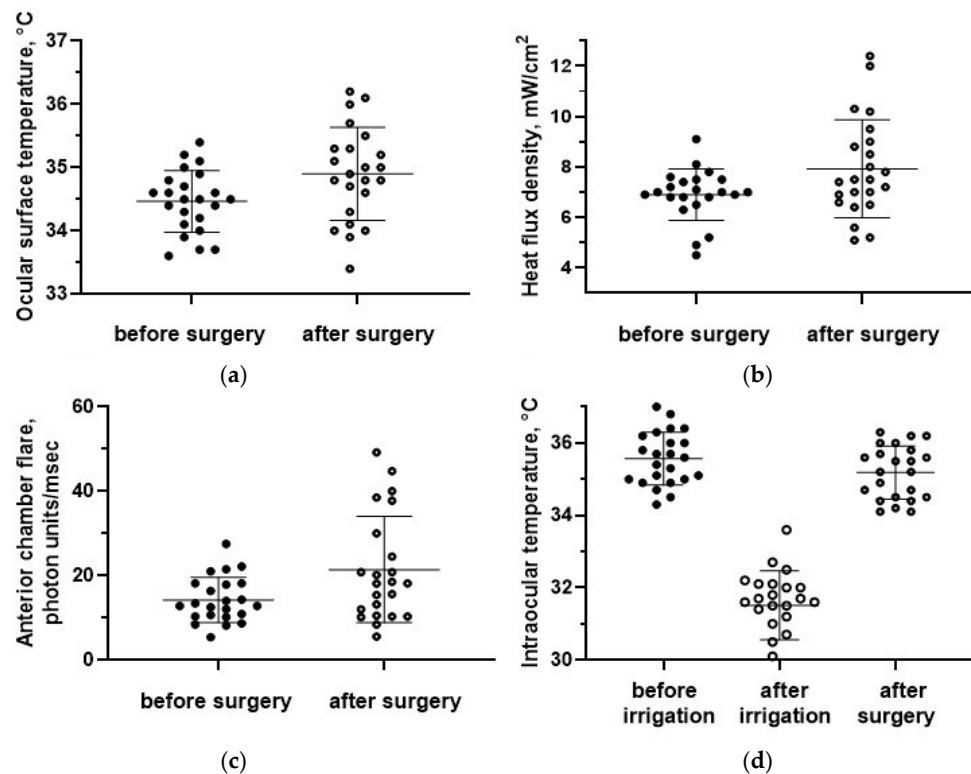 Ocular surface temperature, °C
37
36
35
34
33
before surgery
after surgery
(a)
Heat flux density, mW/cm²
12
10
8
6
4
before surgery
after surgery
(b)
Anterior chamber flare,
photon units/msec
60
40
20
0
before surgery
after surgery
(c)
Intraocular temperature, °C
36
34
32
30
before
irrigation
after
irrigation
after
surgery
(d)